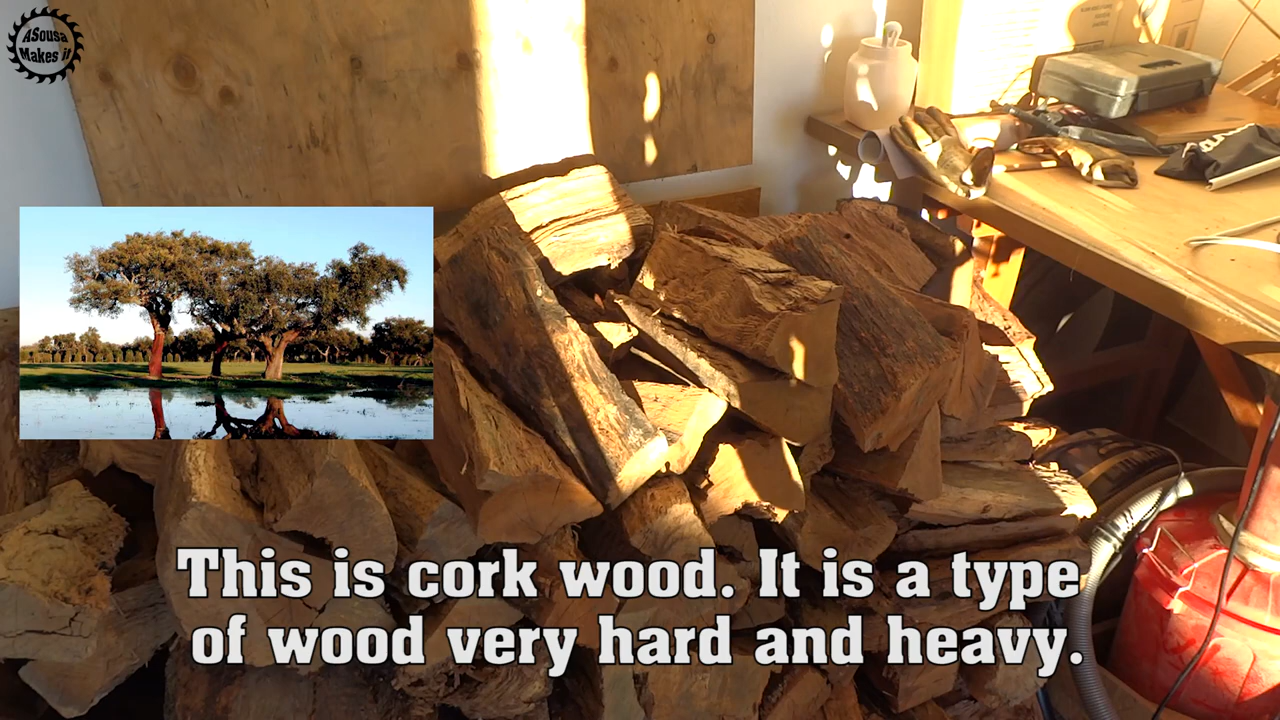 ASousa
Makes it
This is cork wood. It is a type
of wood very hard and heavy.